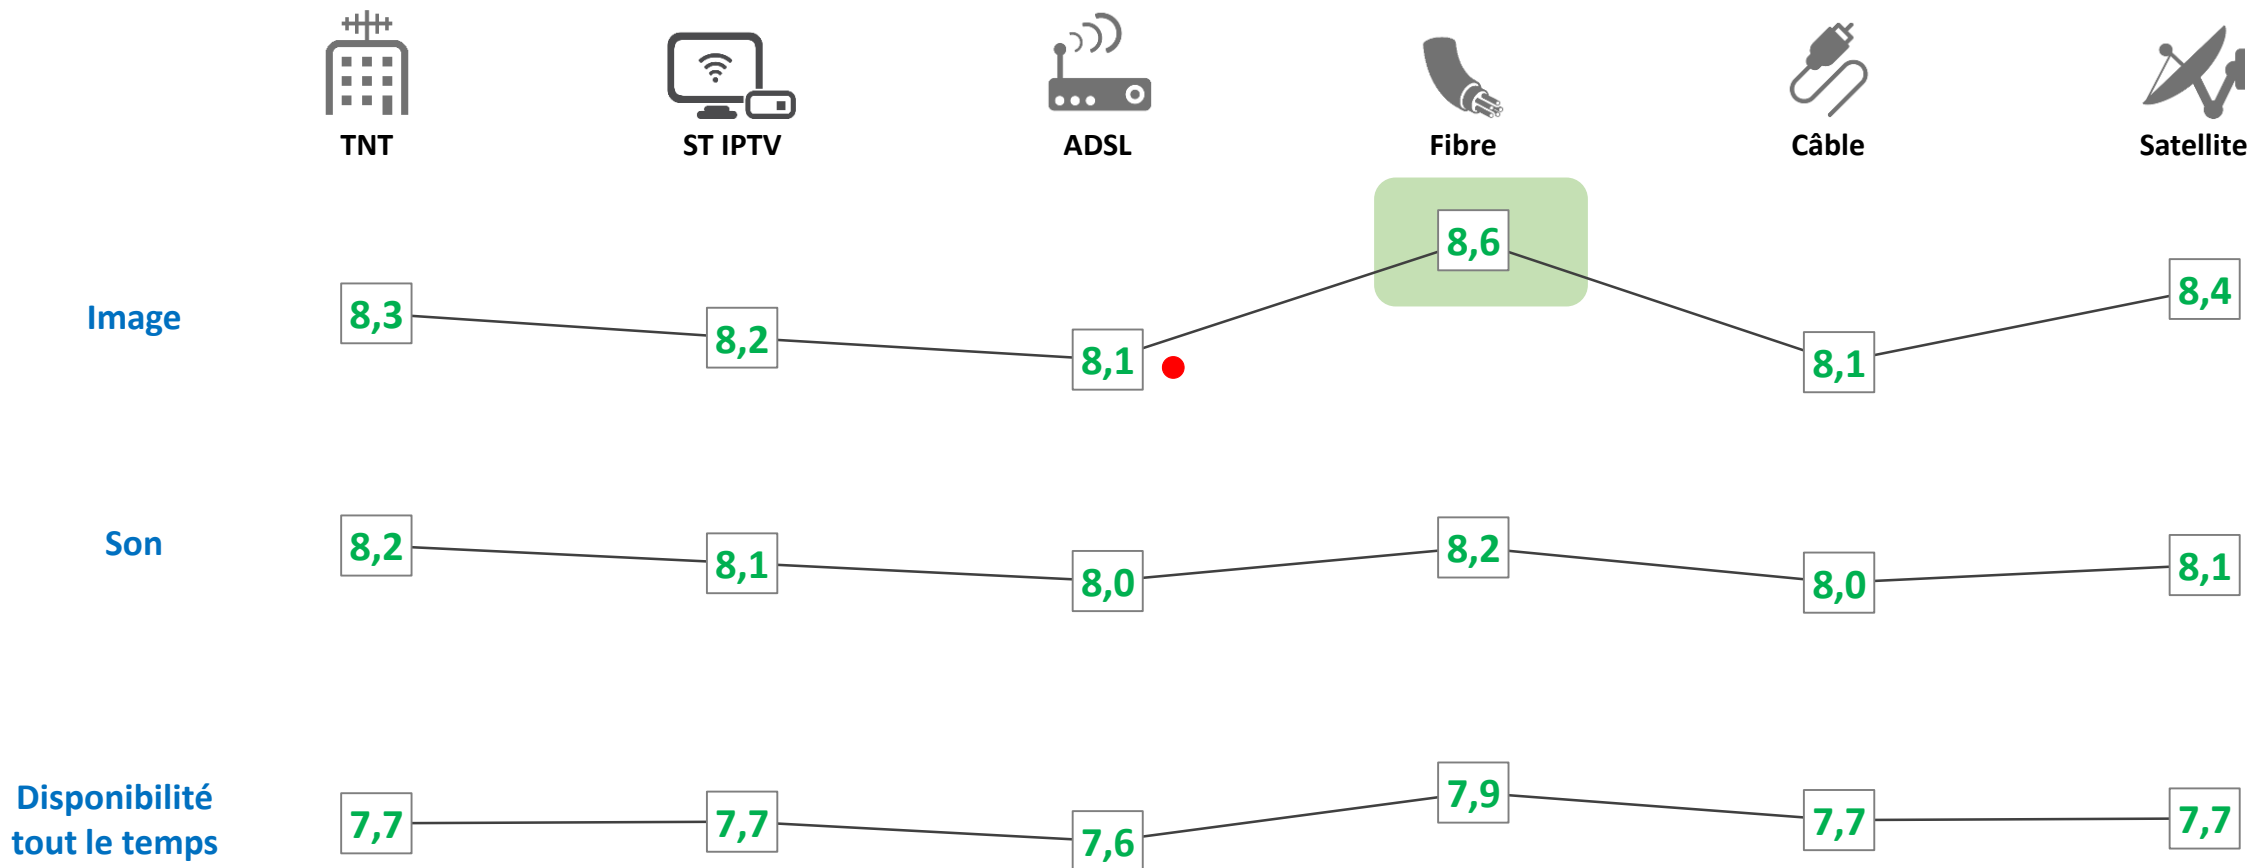 TNT
ST IPTV
ADSL
Fibre
Câble
Satellite
Image
8,3
8,2
8,1
8,6
8,1
8,4
Son
8,2
8,1
8,0
8,2
8,0
8,1
Disponibilité
tout le temps
7,7
7,7
7,6
7,9
7,7
7,7